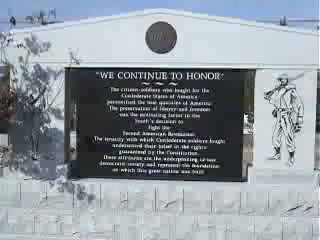 "WE CONTINUE TO HONOR"
The citizen-soldiers who fought for the
Confederate States of America
personified the best qualities of America.
The preservation of liberty and freedom
was the motivating factor in the
South's decision to
fight the
Second American Revolution.
The tenacity with which Confederate soldiers fought
underscored their belief in the rights
guaranteed by the Constitution.
These attributes are the underpinning of our
democratic society and represent the foundation
on which this great nation was built